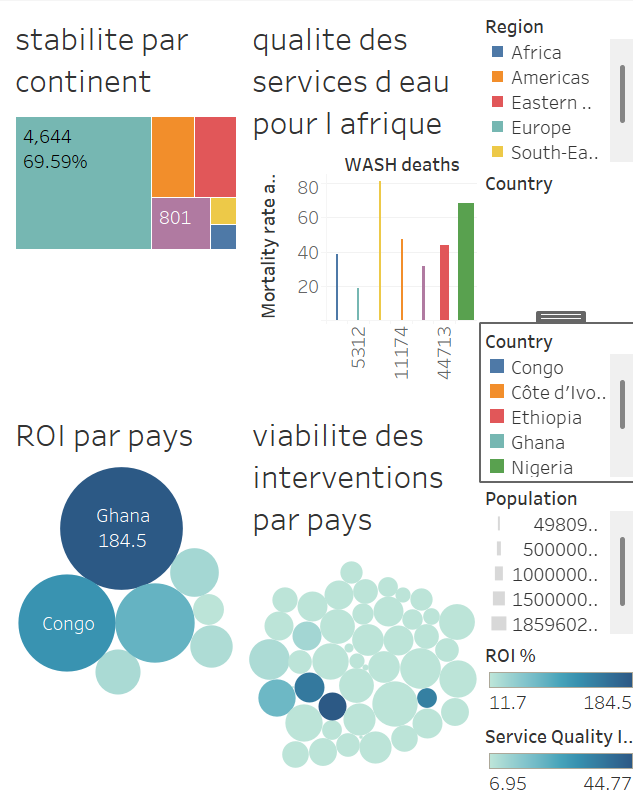 stabilite par
continent
4,644
69.59%
801
qualite des
services d eau
pour l afrique
WASH deaths
Mortality rate a..
80
60
40
20
5312
11174
44713
Region
Africa
Americas
Eastern ..
Europe
South-Ea..
Country
Country
Congo
Côte d’Ivo..
Ethiopia
Ghana
Nigeria
ROI par pays
Ghana
184.5
Congo
viabilite des
interventions
par pays
Population
49809..
500000..
1000000..
1500000..
1859602..
ROI %
11.7 184.5
Service Quality I..
6.95 44.77